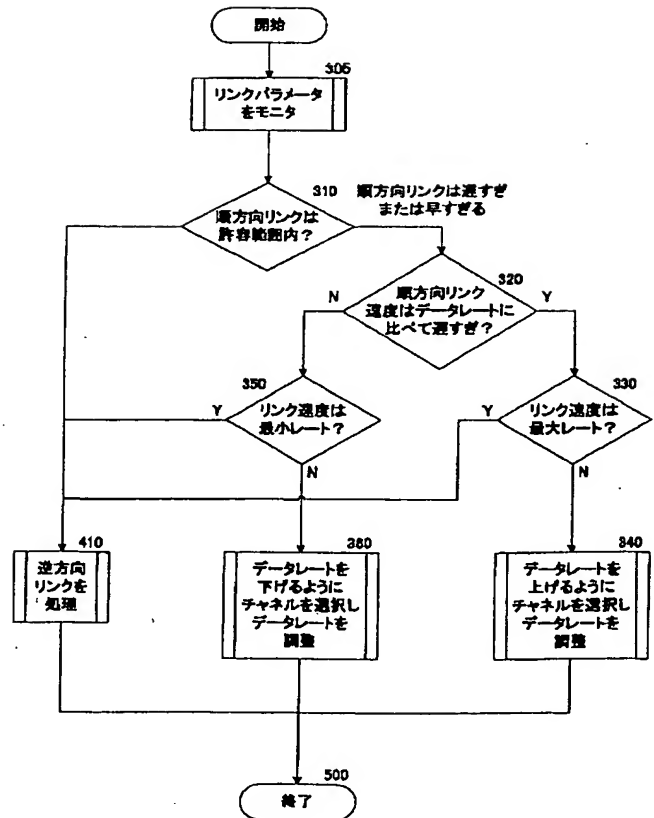 開始
305
リンクパラメータ
をモニタ
310
順方向リンクは
許容範囲内？
順方向リンクは遅すぎ
または早すぎる
320
順方向リンク
速度はデータレートに
比べて遅すぎ？
N
Y
350
リンク速度は
最小レート？
Y
N
330
リンク速度は
最大レート？
Y
N
410
逆方向
リンクを
処理
360
データレートを
下げるように
チャネルを選択し
データレートを
調整
340
データレートを
上げるように
チャネルを選択し
データレートを
調整
500
終了